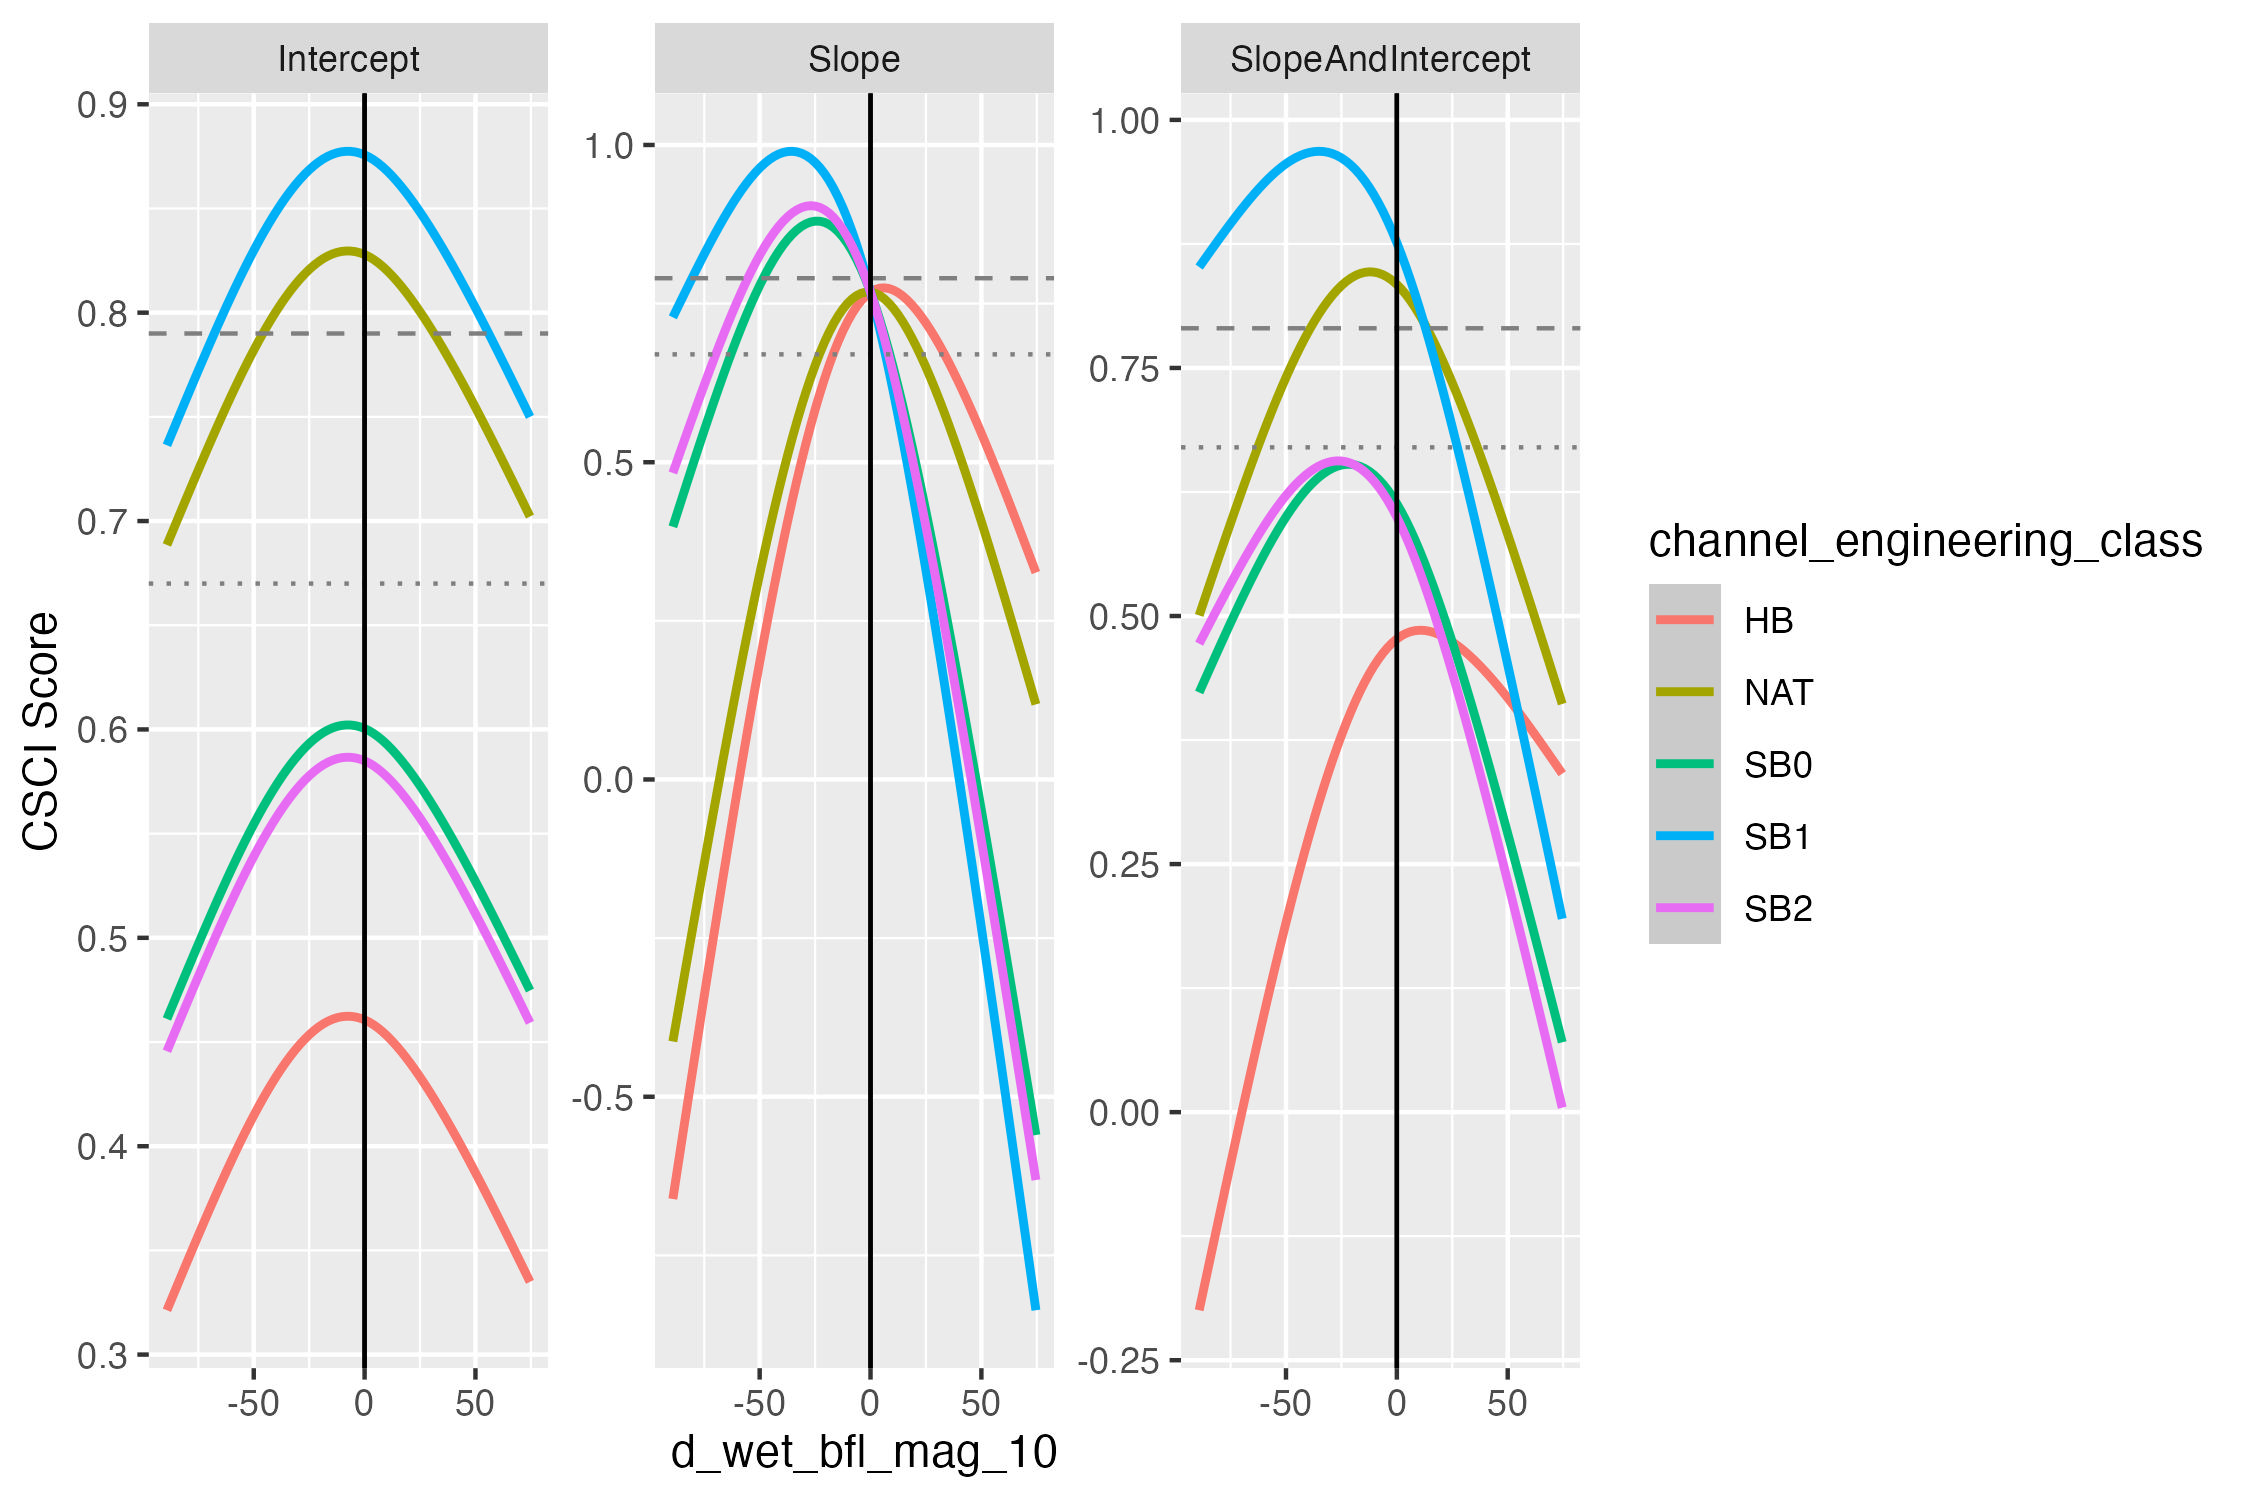 Intercept
Slope
SlopeAndIntercept
CSCI Score
0.9
0.8
0.7
0.6
0.5
0.4
0.3
-50 0 50
1.0
0.5
0.0
-0.5
-50 0 50
1.00
0.75
0.50
0.25
0.00
-0.25
-50 0 50
d_wet_bfl_mag_10
channel_engineering_class
HB
NAT
SB0
SB1
SB2